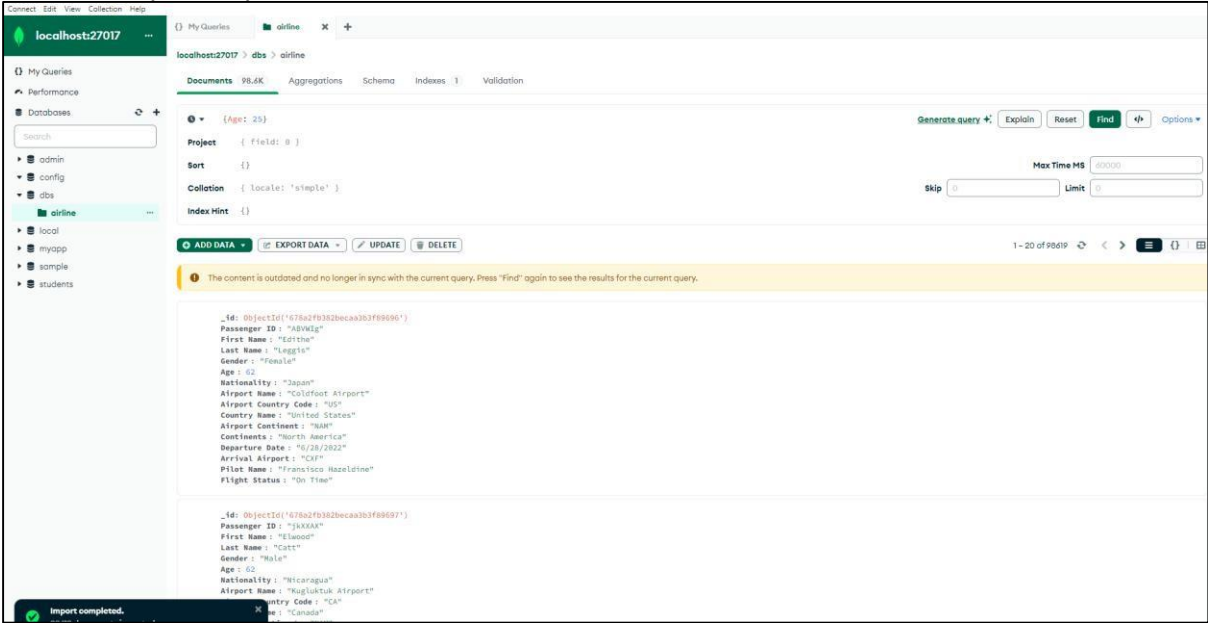 Connect Edit View Collection Help
localhost:27017 ...
{} My Queries
Performance
Databases
Search
admin
config
dbs
airline ...
local
myapp
sample
students
{} My Queries airline X +
localhost:27017 > dbs > airline
Documents 98.6K Aggregations Schema Indexes 1 Validation
{Age: 25} Generate query Explain Reset Find </> Options
Project { field: 0 }
Sort {} Max Time MS 60000
Collation { locale: 'simple' } Skip 0 Limit 0
Index Hint {}
ADD DATA EXPORT DATA UPDATE DELETE 1 – 20 of 98619 < > {}
The content is outdated and no longer in sync with the current query. Press "Find" again to see the results for the current query.
_id: ObjectId('678a2fb382becaa3b3f89696')
Passenger ID : "ABVWIg"
First Name : "Edithe"
Last Name : "Leggis"
Gender : "Female"
Age : 62
Nationality : "Japan"
Airport Name : "Coldfoot Airport"
Airport Country Code : "US"
Country Name : "United States"
Airport Continent : "NAM"
Continents : "North America"
Departure Date : "6/28/2022"
Arrival Airport : "CXF"
Pilot Name : "Fransisco Hazeldine"
Flight Status : "On Time"
_id: ObjectId('678a2fb382becaa3b3f89697')
Passenger ID : "jkXXAX"
First Name : "Elwood"
Last Name : "Catt"
Gender : "Male"
Age : 62
Nationality : "Nicaragua"
Airport Name : "Kugluktuk Airport"
untry Code : "CA"
me : "Canada"
Import completed. X